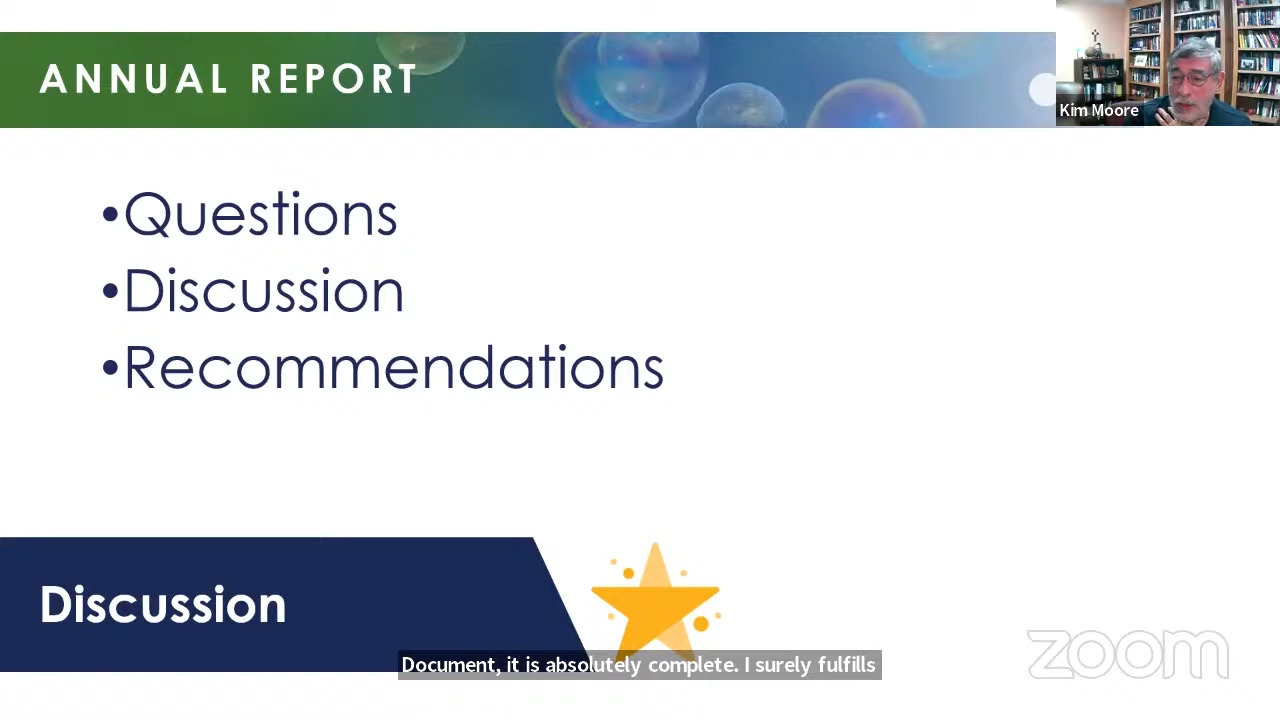 ANNUAL REPORT
Kim Moore
•Questions
•Discussion
•Recommendations
Discussion
Document, it is absolutely complete. I surely fulfills
zoom